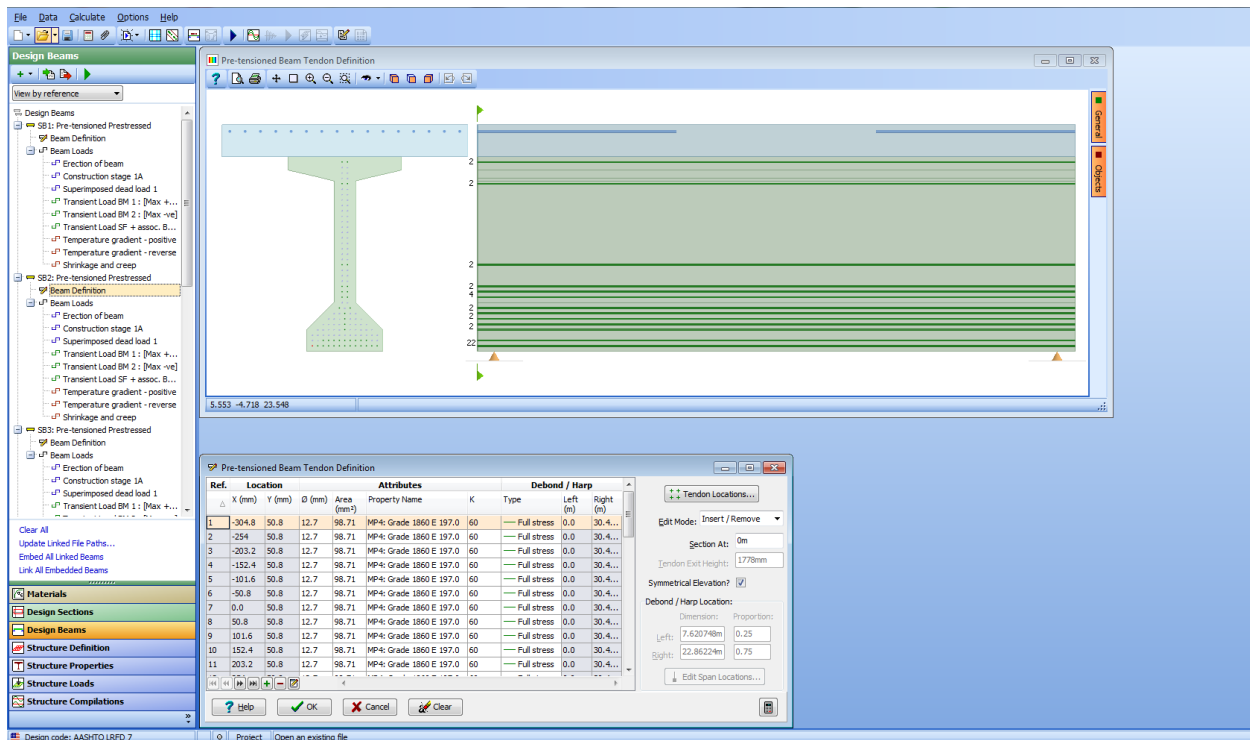 File Data Calculate Options Help
Design Beams
View by reference
Design Beams
SB1: Pre-tensioned Prestressed
Beam Definition
Beam Loads
Erection of beam
Construction stage 1A
Superimposed dead load 1
Transient Load BM 1 : [Max +...
Transient Load BM 2 : [Max -ve]
Transient Load SF + assoc. B...
Temperature gradient - positive
Temperature gradient - reverse
Shrinkage and creep
SB2: Pre-tensioned Prestressed
Beam Definition
Beam Loads
Erection of beam
Construction stage 1A
Superimposed dead load 1
Transient Load BM 1 : [Max +...
Transient Load BM 2 : [Max -ve]
Transient Load SF + assoc. B...
Temperature gradient - positive
Temperature gradient - reverse
Shrinkage and creep
SB3: Pre-tensioned Prestressed
Beam Definition
Beam Loads
Erection of beam
Construction stage 1A
Superimposed dead load 1
Transient Load BM 1 : [Max +...
Clear All
Update Linked File Paths...
Embed All Linked Beams
Link All Embedded Beams
Materials
Design Sections
Design Beams
Structure Definition
Structure Properties
Structure Loads
Structure Compilations
Pre-tensioned Beam Tendon Definition
General
Objects
2
2
2
2
4
2
2
2
22
5.553 -4.718 23.548
Pre-tensioned Beam Tendon Definition
Ref. Location Attributes Debond / Harp
X (mm) Y (mm) Ø (mm) Area (mm²) Property Name K Type Left (m) Right (m)
1 -304.8 50.8 12.7 98.71 MP4: Grade 1860 E 197.0 60 Full stress 0.0 30.4...
2 -254 50.8 12.7 98.71 MP4: Grade 1860 E 197.0 60 Full stress 0.0 30.4...
3 -203.2 50.8 12.7 98.71 MP4: Grade 1860 E 197.0 60 Full stress 0.0 30.4...
4 -152.4 50.8 12.7 98.71 MP4: Grade 1860 E 197.0 60 Full stress 0.0 30.4...
5 -101.6 50.8 12.7 98.71 MP4: Grade 1860 E 197.0 60 Full stress 0.0 30.4...
6 -50.8 50.8 12.7 98.71 MP4: Grade 1860 E 197.0 60 Full stress 0.0 30.4...
7 0.0 50.8 12.7 98.71 MP4: Grade 1860 E 197.0 60 Full stress 0.0 30.4...
8 50.8 50.8 12.7 98.71 MP4: Grade 1860 E 197.0 60 Full stress 0.0 30.4...
9 101.6 50.8 12.7 98.71 MP4: Grade 1860 E 197.0 60 Full stress 0.0 30.4...
10 152.4 50.8 12.7 98.71 MP4: Grade 1860 E 197.0 60 Full stress 0.0 30.4...
11 203.2 50.8 12.7 98.71 MP4: Grade 1860 E 197.0 60 Full stress 0.0 30.4...
Tendon Locations...
Edit Mode: Insert / Remove
Section At: 0m
Tendon Exit Height: 1778mm
Symmetrical Elevation?
Debond / Harp Location:
Dimension: Proportion:
Left: 7.620748m 0.25
Right: 22.86224m 0.75
Edit Span Locations...
Help OK Cancel Clear
Design code: AASHTO LRFD 7 O Project Open an existing file